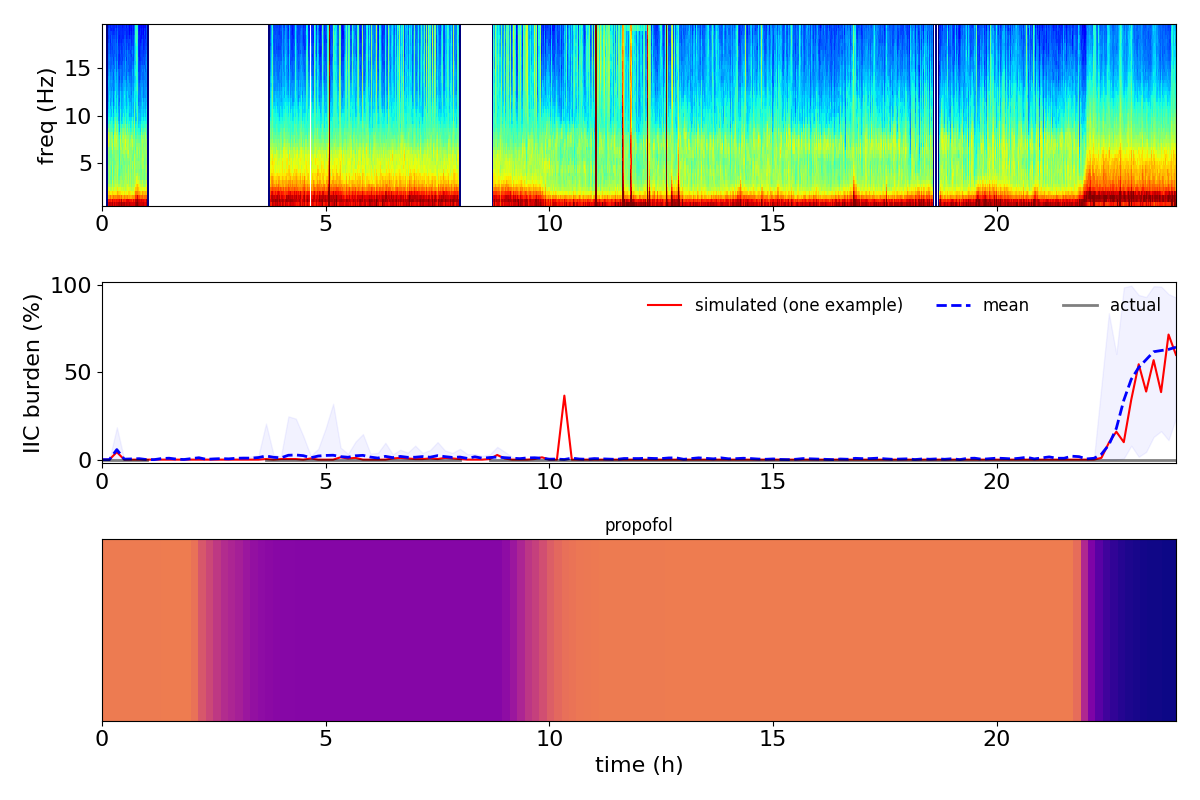 freq (Hz)
15
10
5
0 5 10 15 20
IIC burden (%)
100
50
0
simulated (one example) mean actual
0 5 10 15 20
propofol
0 5 10 15 20
time (h)